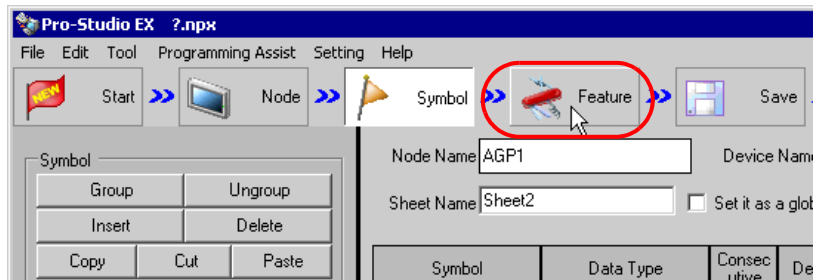 Pro-Studio EX ?.npx
File Edit Tool Programming Assist Setting Help
NEW Start Node Symbol Feature Save
Symbol
Node Name AGP1 Device Name
Group Ungroup
Sheet Name Sheet2 Set it as a glob
Insert Delete
Copy Cut Paste
Symbol Data Type Consec
utive De